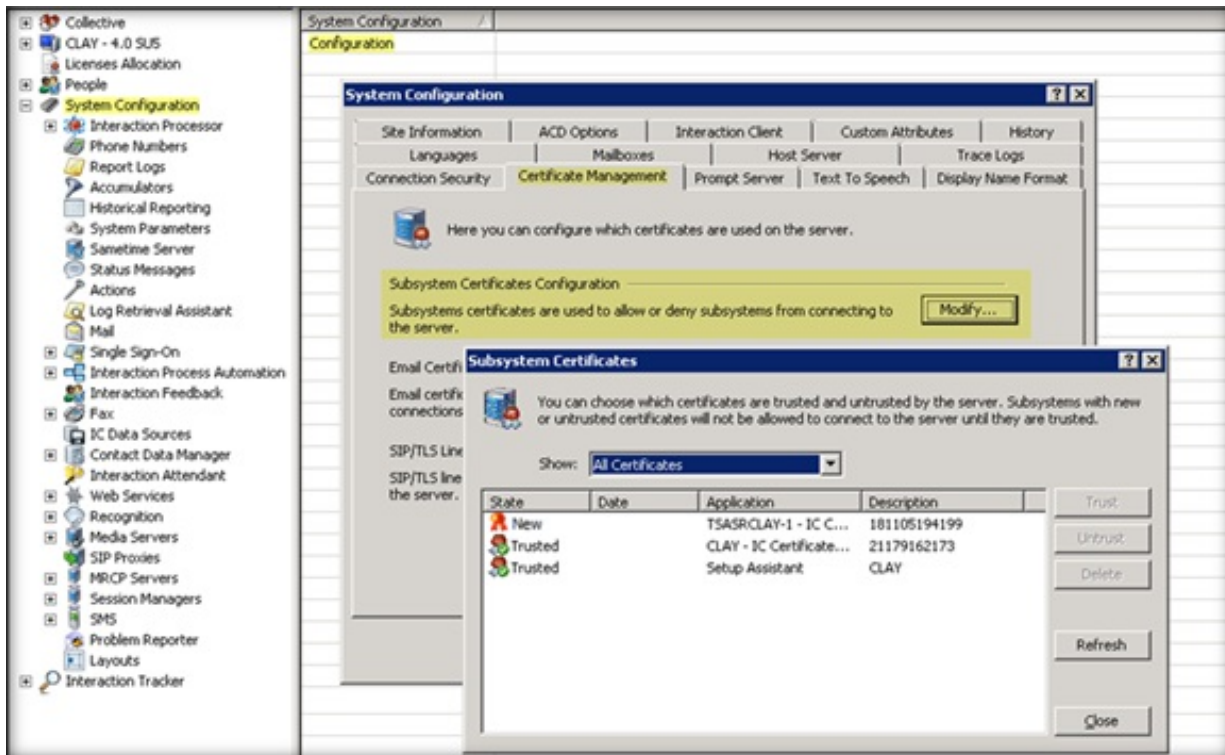 Collective
CLAY - 4.0 SU5
Licenses Allocation
People
System Configuration
Interaction Processor
Phone Numbers
Report Logs
Accumulators
Historical Reporting
System Parameters
Sametime Server
Status Messages
Actions
Log Retrieval Assistant
Mail
Single Sign-On
Interaction Process Automation
Interaction Feedback
Fax
IC Data Sources
Contact Data Manager
Interaction Attendant
Web Services
Recognition
Media Servers
SIP Proxies
MRCP Servers
Session Managers
SMS
Problem Reporter
Layouts
Interaction Tracker
System Configuration
Configuration
System Configuration
Site Information ACD Options Interaction Client Custom Attributes History
Languages Mailboxes Host Server Trace Logs
Connection Security Certificate Management Prompt Server Text To Speech Display Name Format
Here you can configure which certificates are used on the server.
Subsystem Certificates Configuration
Subsystems certificates are used to allow or deny subsystems from connecting to
the server.
Modify...
Email Certifi
Email certific
connections
SIP/TLS Line
SIP/TLS line
the server.
Subsystem Certificates
You can choose which certificates are trusted and untrusted by the server. Subsystems with new
or untrusted certificates will not be allowed to connect to the server until they are trusted.
Show: All Certificates
State Date Application Description
New TSASRCLAY-1 - IC C... 181105194199
Trusted CLAY - IC Certificate... 21179162173
Trusted Setup Assistant CLAY
Trust
Untrust
Delete
Refresh
Close